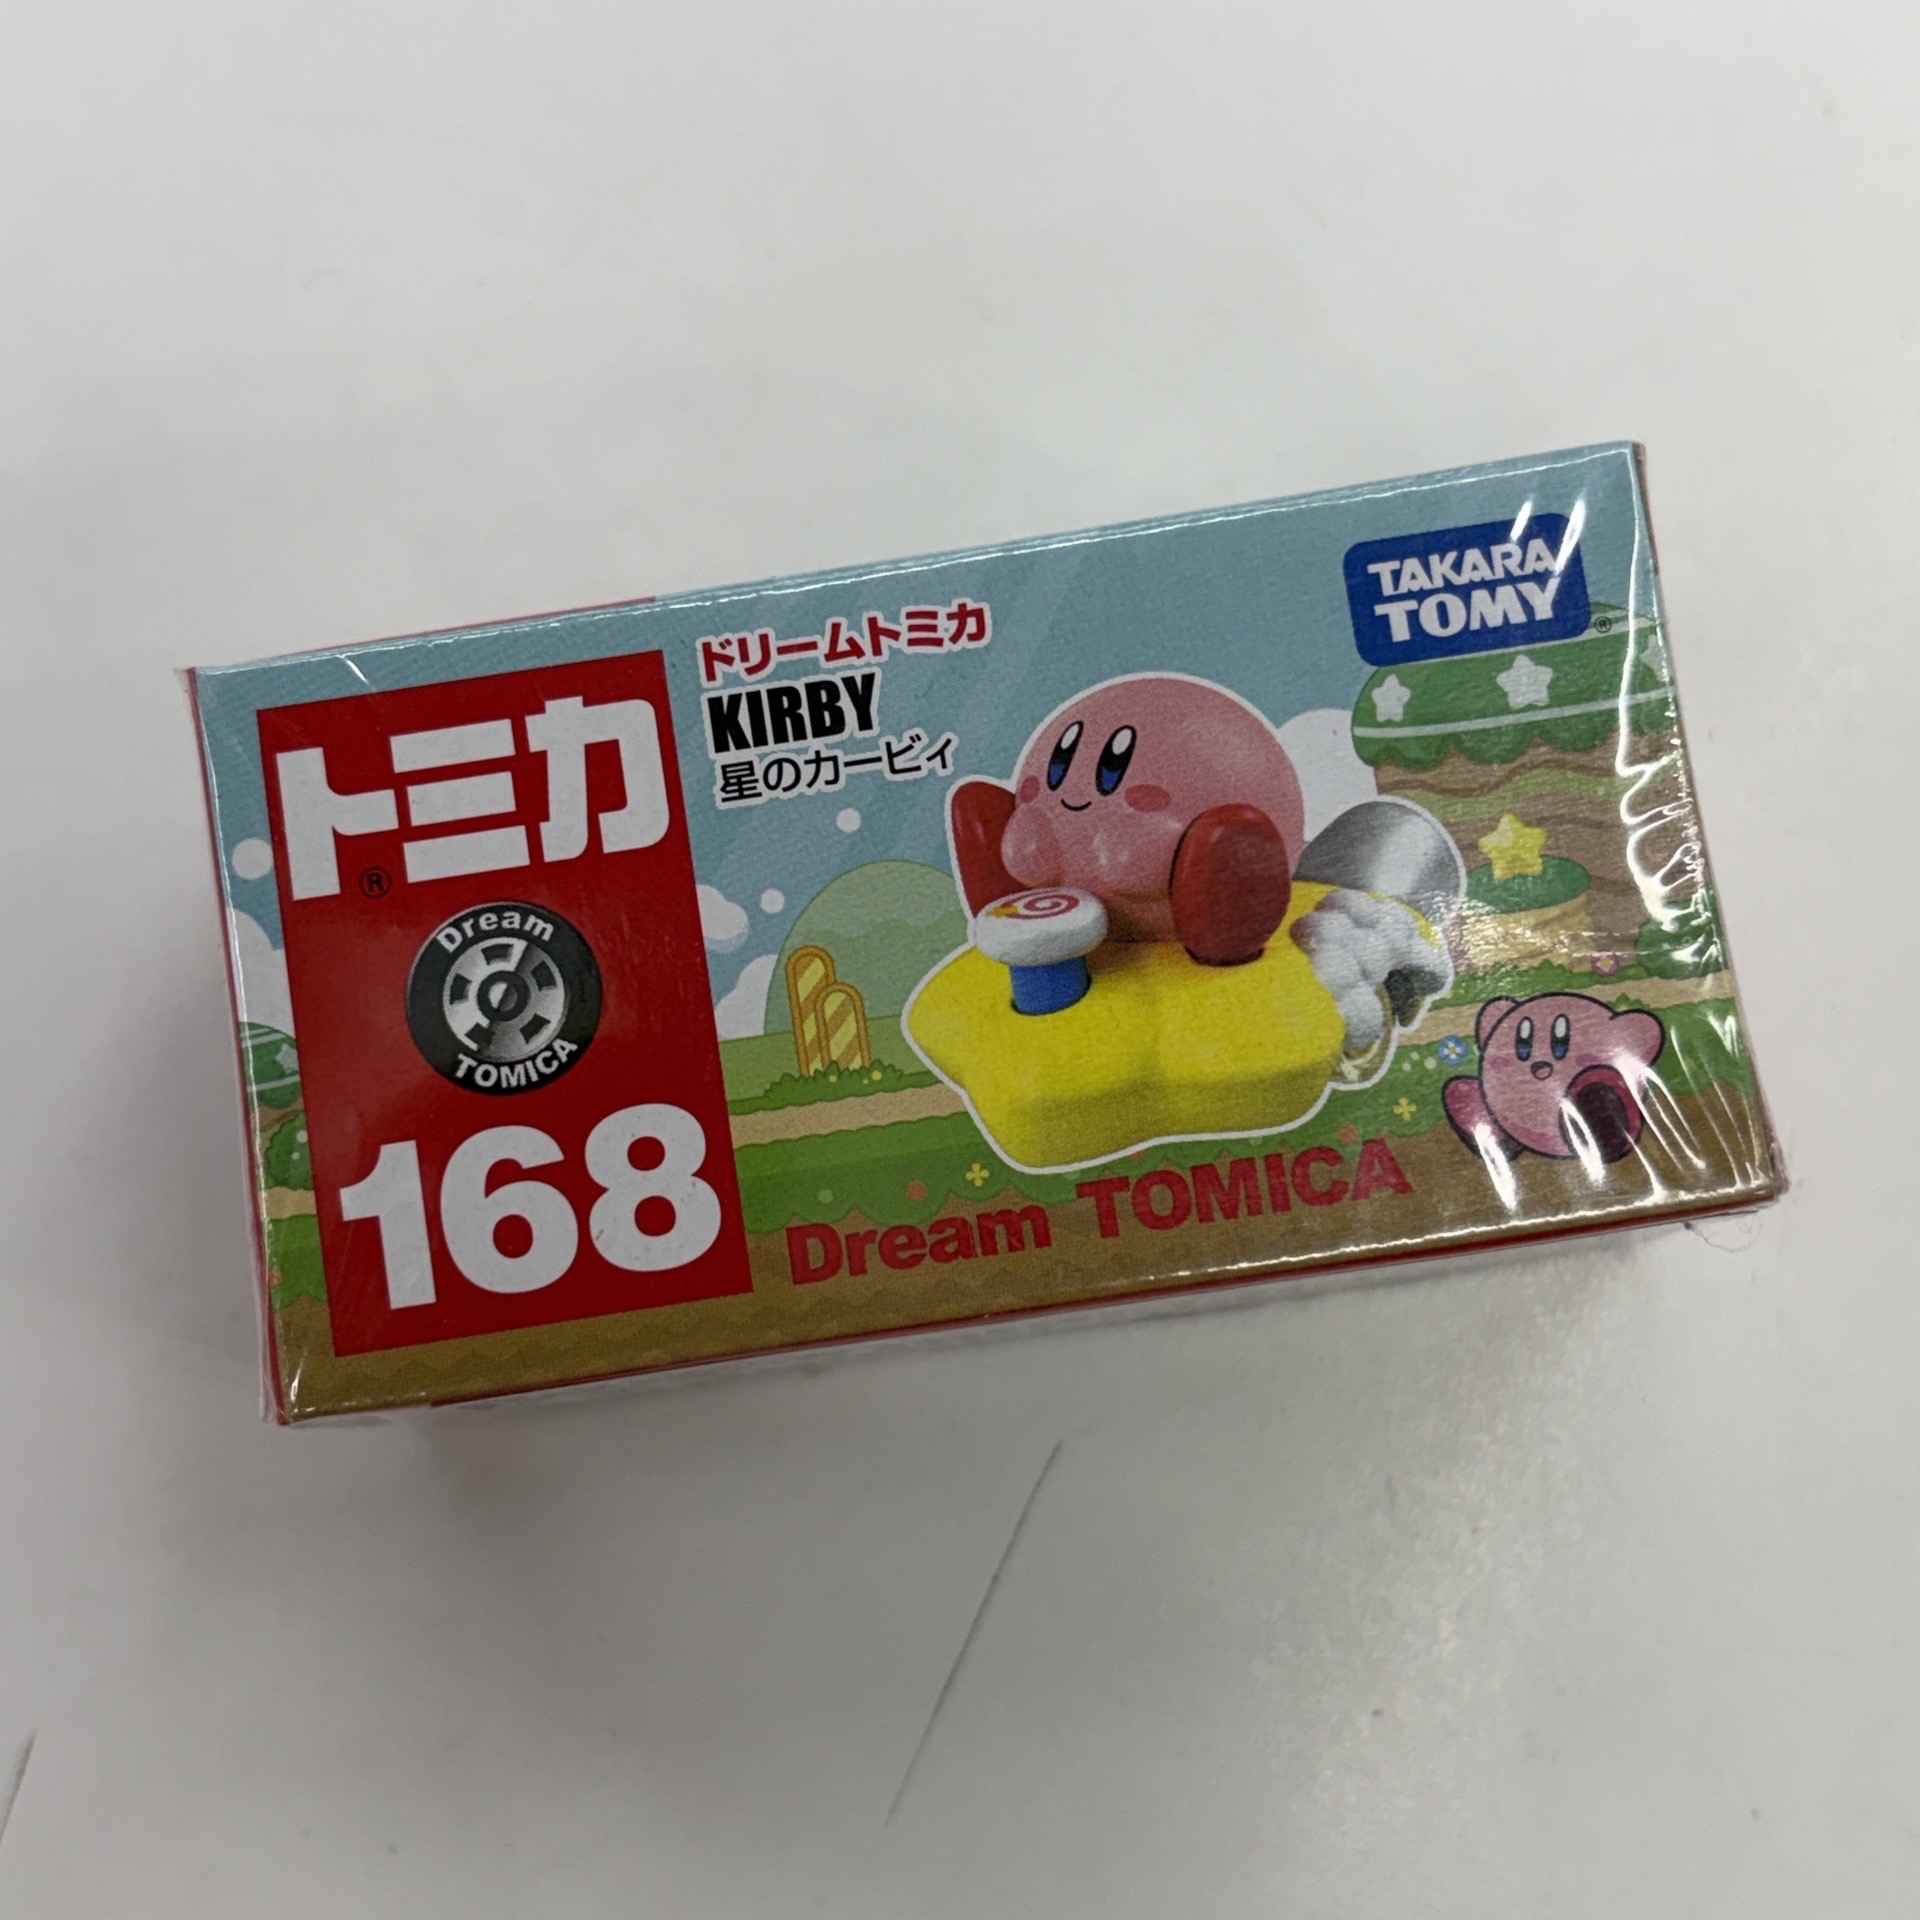 トミカ
®
Dream
TOMICA
168
ドリームトミカ
KIRBY
星のカービィ
TAKARA
TOMY
®
Dream TOMICA